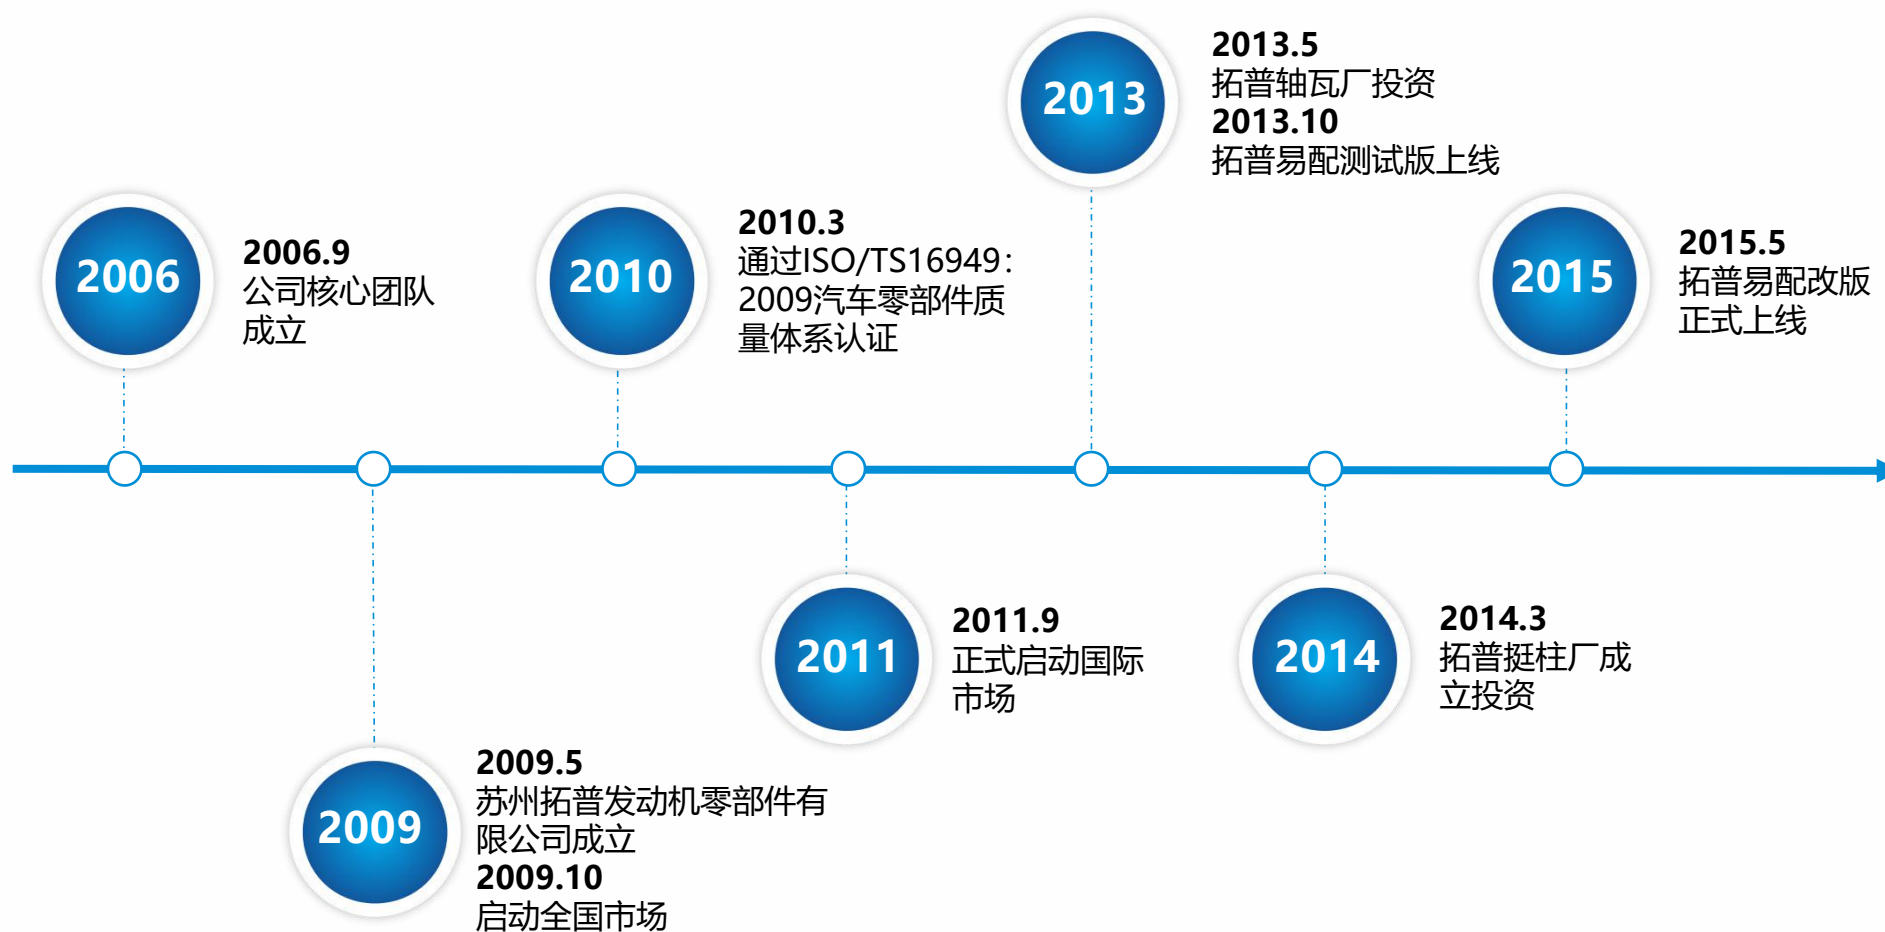 2006
2006.9
公司核心团队
成立
2009
2009.5
苏州拓普发动机零部件有
限公司成立
2009.10
启动全国市场
2010
2010.3
通过ISO/TS16949：
2009汽车零部件质
量体系认证
2011
2011.9
正式启动国际
市场
2013
2013.5
拓普轴瓦厂投资
2013.10
拓普易配测试版上线
2014
2014.3
拓普挺柱厂成
立投资
2015
2015.5
拓普易配改版
正式上线